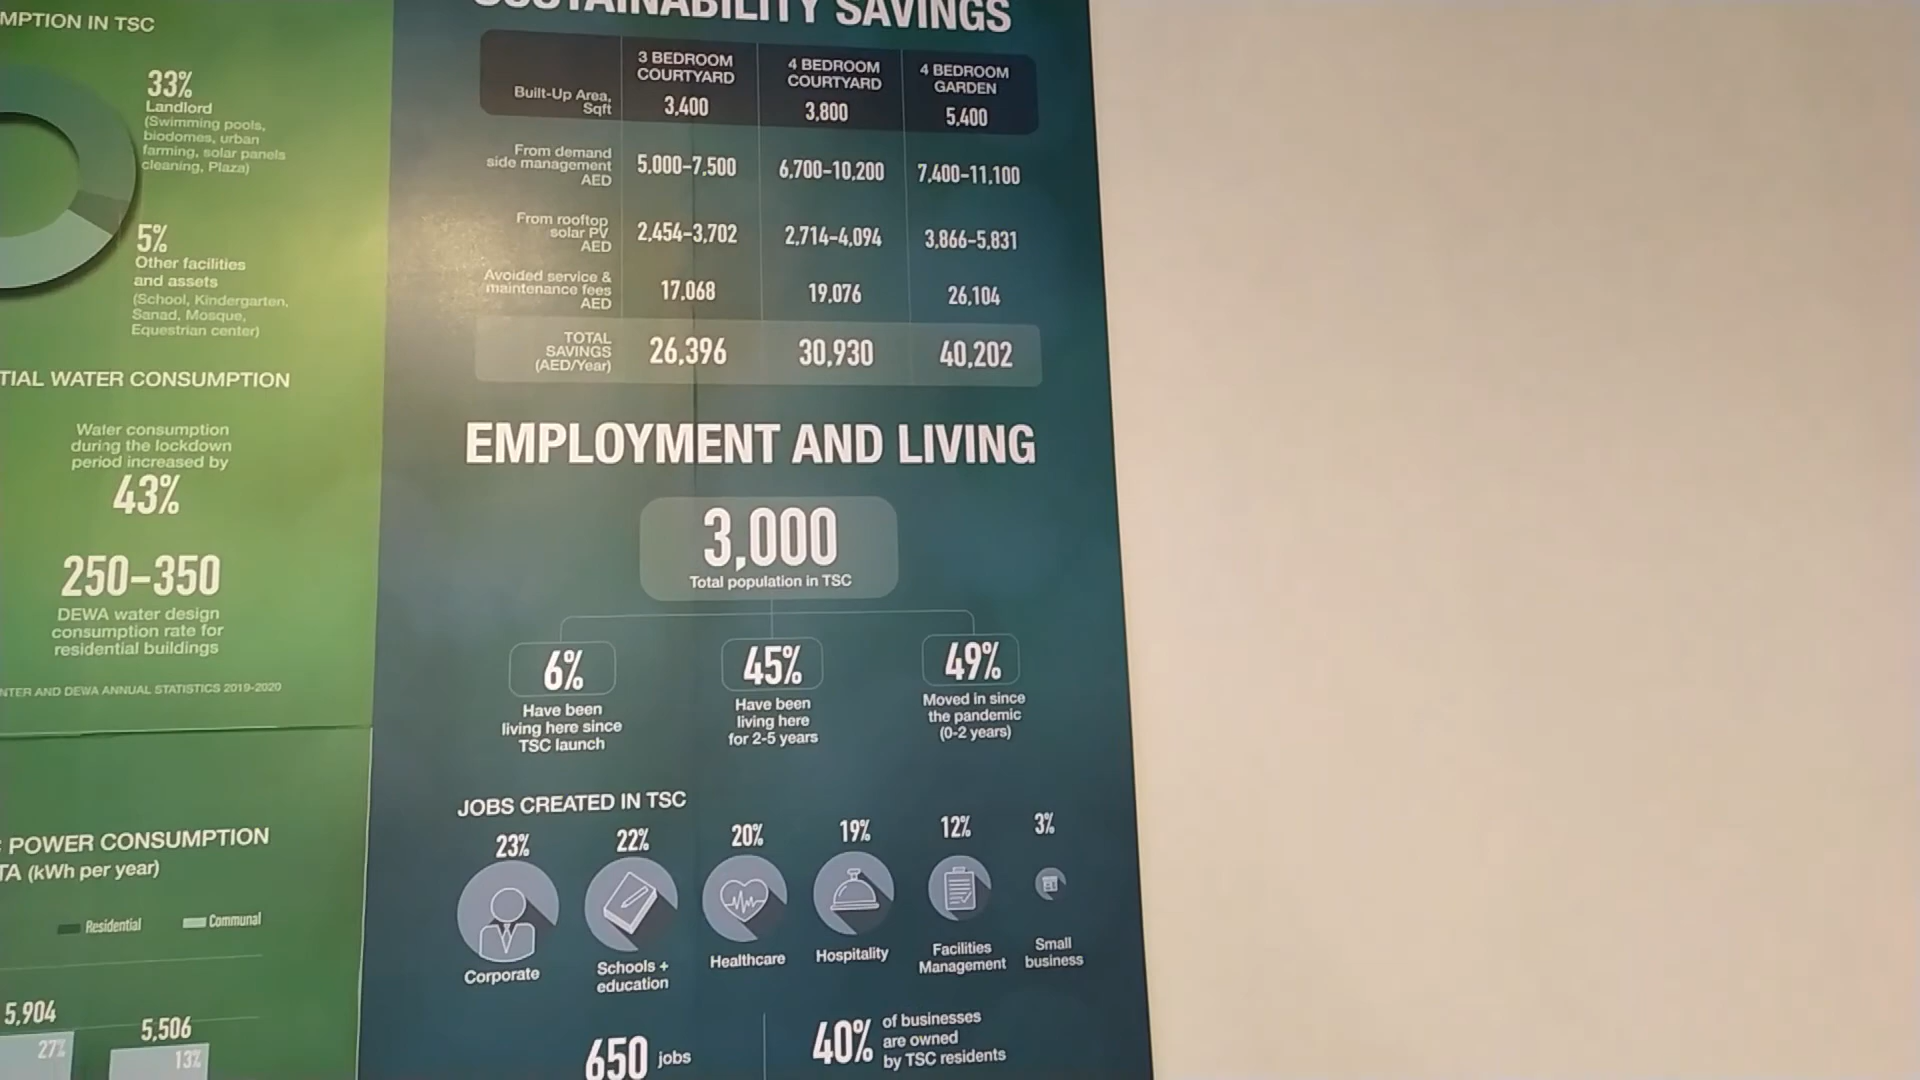 MPTION IN TSC
33%
Landlord
(Swimming pools,
biodomes, urban
farming, solar panels
cleaning, Plaza)
5%
Other facilities
and assets
(School, Kindergarten,
Sanad, Mosque,
Equestrian center)
TIAL WATER CONSUMPTION
Water consumption
during the lockdown
period increased by
43%
250–350
DEWA water design
consumption rate for
residential buildings
NTER AND DEWA ANNUAL STATISTICS 2019-2020
POWER CONSUMPTION
TA (kWh per year)
Residential Communal
5,904 5,506
27% 13%
SUSTAINABILITY SAVINGS
3 BEDROOM COURTYARD 4 BEDROOM COURTYARD 4 BEDROOM GARDEN
Built-Up Area, Sqft 3,400 3,800 5,400
From demand side management AED 5,000–7,500 6,700–10,200 7,400–11,100
From rooftop solar PV AED 2,454–3,702 2,714–4,094 3,866–5,831
Avoided service & maintenance fees AED 17,068 19,076 26,104
TOTAL SAVINGS (AED/Year) 26,396 30,930 40,202
EMPLOYMENT AND LIVING
3,000
Total population in TSC
6%
Have been
living here since
TSC launch
45%
Have been
living here
for 2-5 years
49%
Moved in since
the pandemic
(0-2 years)
JOBS CREATED IN TSC
23% 22% 20% 19% 12% 3%
Corporate
Schools +
education
Healthcare
Hospitality
Facilities
Management
Small
business
650 jobs
40% of businesses
are owned
by TSC residents